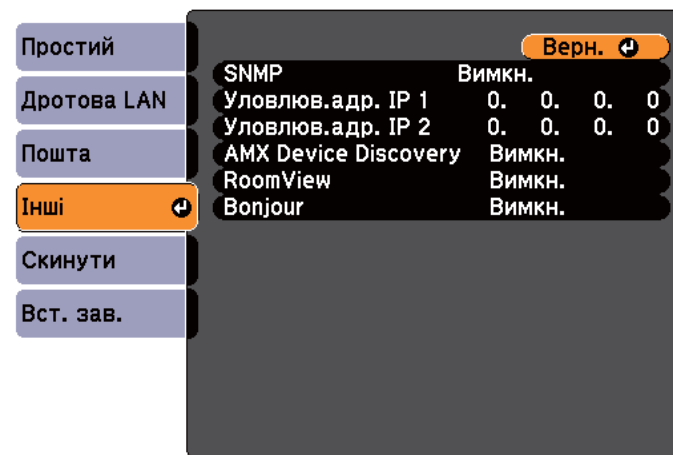 Простий
Дротова LAN
Пошта
Інші
Скинути
Вст. зав.
Верн.
SNMP Вимкн.
Уловлюв.адр. IP 1 0. 0. 0. 0
Уловлюв.адр. IP 2 0. 0. 0. 0
AMX Device Discovery Вимкн.
RoomView Вимкн.
Bonjour Вимкн.